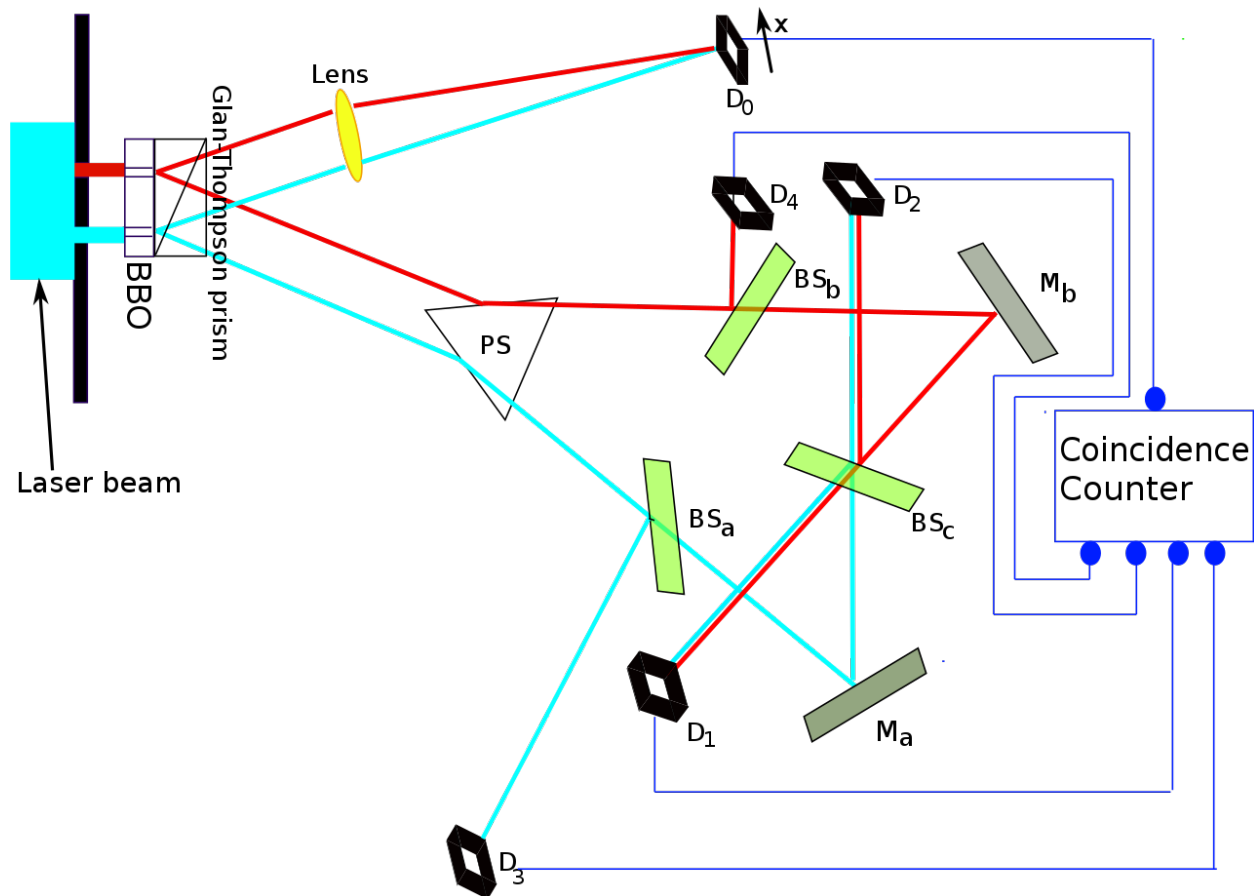 x
Lens
D0
Glan-Thompson prism
D4
D2
BBO
BSb
Mb
PS
Coincidence
Counter
Laser beam
BSa
BSc
D1
Ma
D3